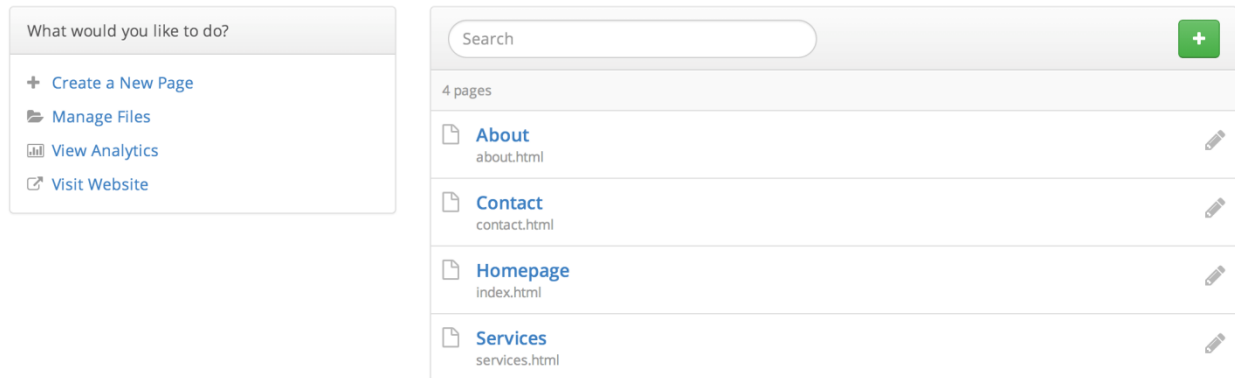 What would you like to do?
Create a New Page
Manage Files
View Analytics
Visit Website
Search
4 pages
About
about.html
Contact
contact.html
Homepage
index.html
Services
services.html